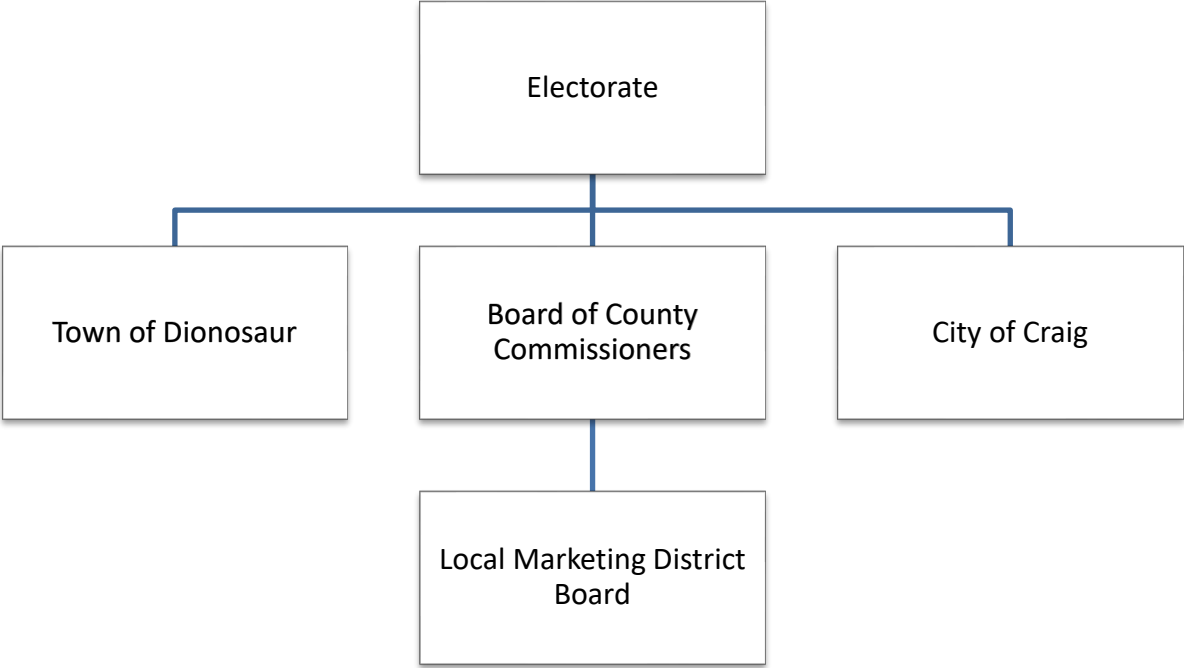 Electorate
Town of Dionosaur
Board of County
Commissioners
City of Craig
Local Marketing District
Board